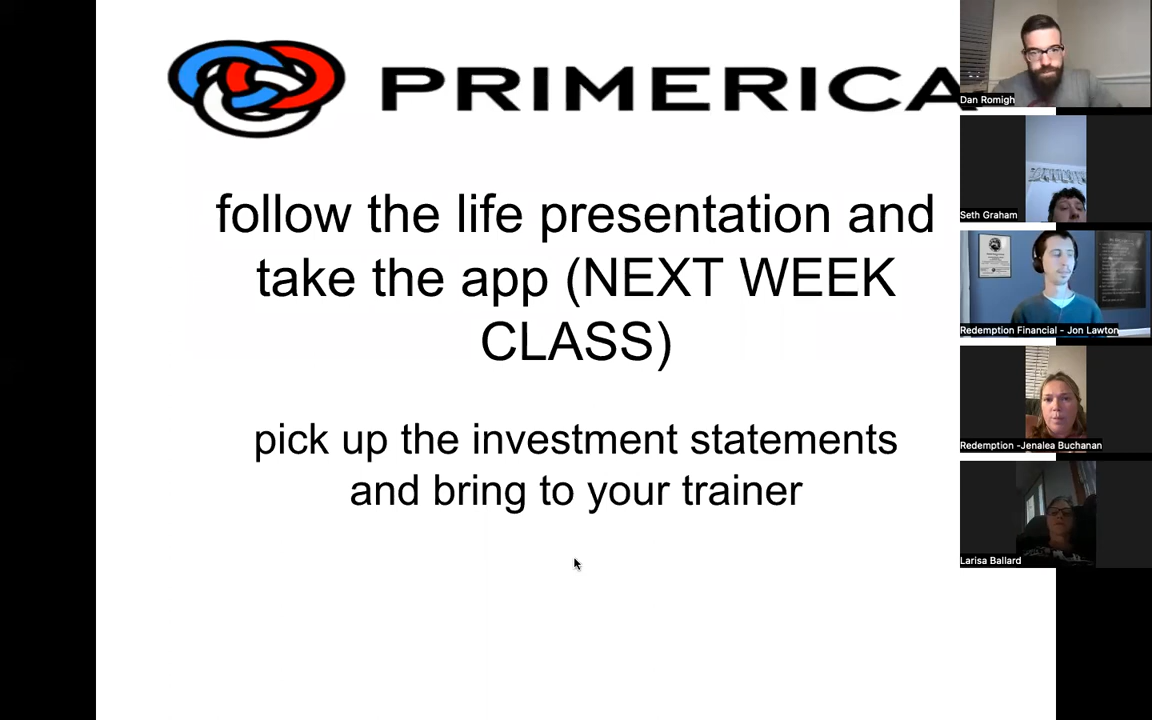 PRIMERICA
follow the life presentation and
take the app (NEXT WEEK
CLASS)
pick up the investment statements
and bring to your trainer
Dan Romigh
Seth Graham
Redemption Financial - Jon Lawton
Redemption -Jenalea Buchanan
Larisa Ballard